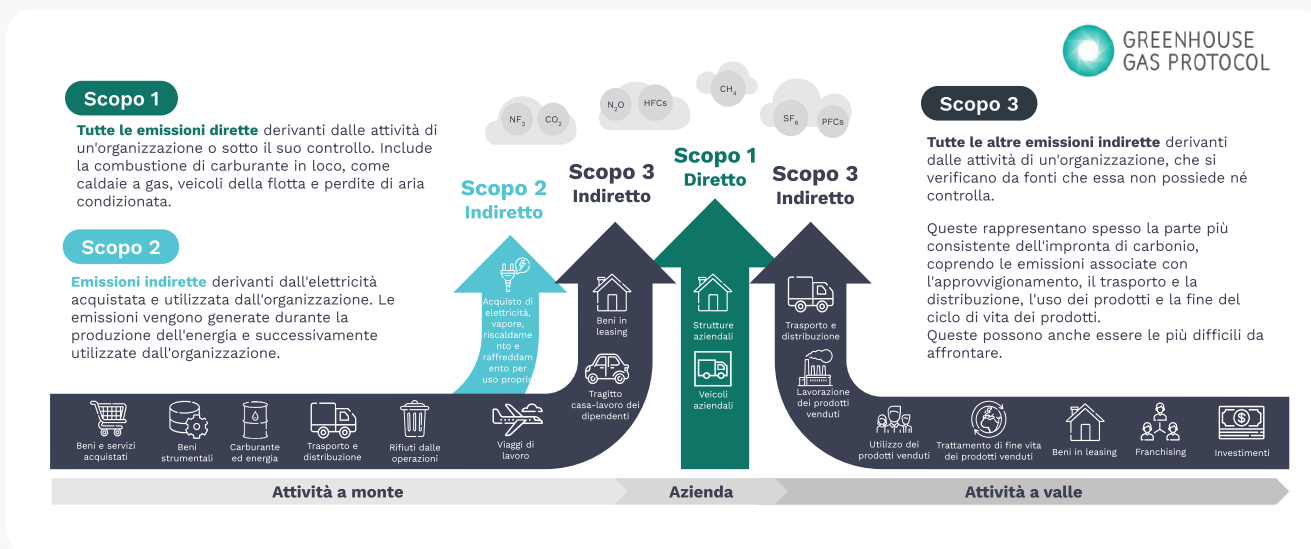 GREENHOUSE
GAS PROTOCOL
Scopo 1
Tutte le emissioni dirette derivanti dalle attività di
un'organizzazione o sotto il suo controllo. Include
la combustione di carburante in loco, come
caldaie a gas, veicoli della flotta e perdite di aria
condizionata.
Scopo 2
Emissioni indirette derivanti dall'elettricità
acquistata e utilizzata dall'organizzazione. Le
emissioni vengono generate durante la
produzione dell'energia e successivamente
utilizzate dall'organizzazione.
NF₃
CO₂
N₂O
HFCs
CH₄
SF₆
PFCs
Scopo 2
Indiretto
Scopo 3
Indiretto
Scopo 1
Diretto
Scopo 3
Indiretto
Scopo 3
Tutte le altre emissioni indirette derivanti
dalle attività di un'organizzazione, che si
verificano da fonti che essa non possiede né
controlla.
Queste rappresentano spesso la parte più
consistente dell'impronta di carbonio,
coprendo le emissioni associate con
l'approvvigionamento, il trasporto e la
distribuzione, l'uso dei prodotti e la fine del
ciclo di vita dei prodotti.
Queste possono anche essere le più difficili da
affrontare.
Acquisto di
elettricità,
vapore,
riscaldame
nto e
raffreddam
ento per
uso proprio
Beni in
leasing
Tragitto
casa-lavoro dei
dipendenti
Strutture
aziendali
Veicoli
aziendali
Trasporto e
distribuzione
Lavorazione
dei prodotti
venduti
Beni e servizi
acquistati
Beni
strumentali
Carburante
ed energia
Trasporto e
distribuzione
Rifiuti dalle
operazioni
Viaggi di
lavoro
Utilizzo dei
prodotti venduti
Trattamento di fine vita
dei prodotti venduti
Beni in leasing
Franchising
Investimenti
Attività a monte
Azienda
Attività a valle